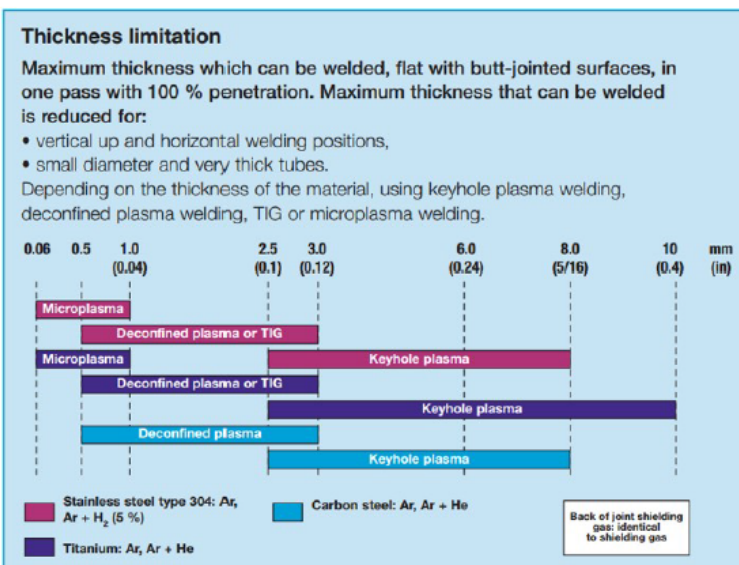 Thickness limitation
Maximum thickness which can be welded, flat with butt-jointed surfaces, in
one pass with 100 % penetration. Maximum thickness that can be welded
is reduced for:
• vertical up and horizontal welding positions,
• small diameter and very thick tubes.
Depending on the thickness of the material, using keyhole plasma welding,
deconfined plasma welding, TIG or microplasma welding.
0.06 0.5 1.0 2.5 3.0 6.0 8.0 10 mm
(0.04) (0.1) (0.12) (0.24) (5/16) (0.4) (in)
Microplasma
Deconfined plasma or TIG
Microplasma Keyhole plasma
Deconfined plasma or TIG
Keyhole plasma
Deconfined plasma
Keyhole plasma
Stainless steel type 304: Ar,
Ar + H₂ (5 %)
Carbon steel: Ar, Ar + He
Titanium: Ar, Ar + He
Back of joint shielding
gas: identical
to shielding gas